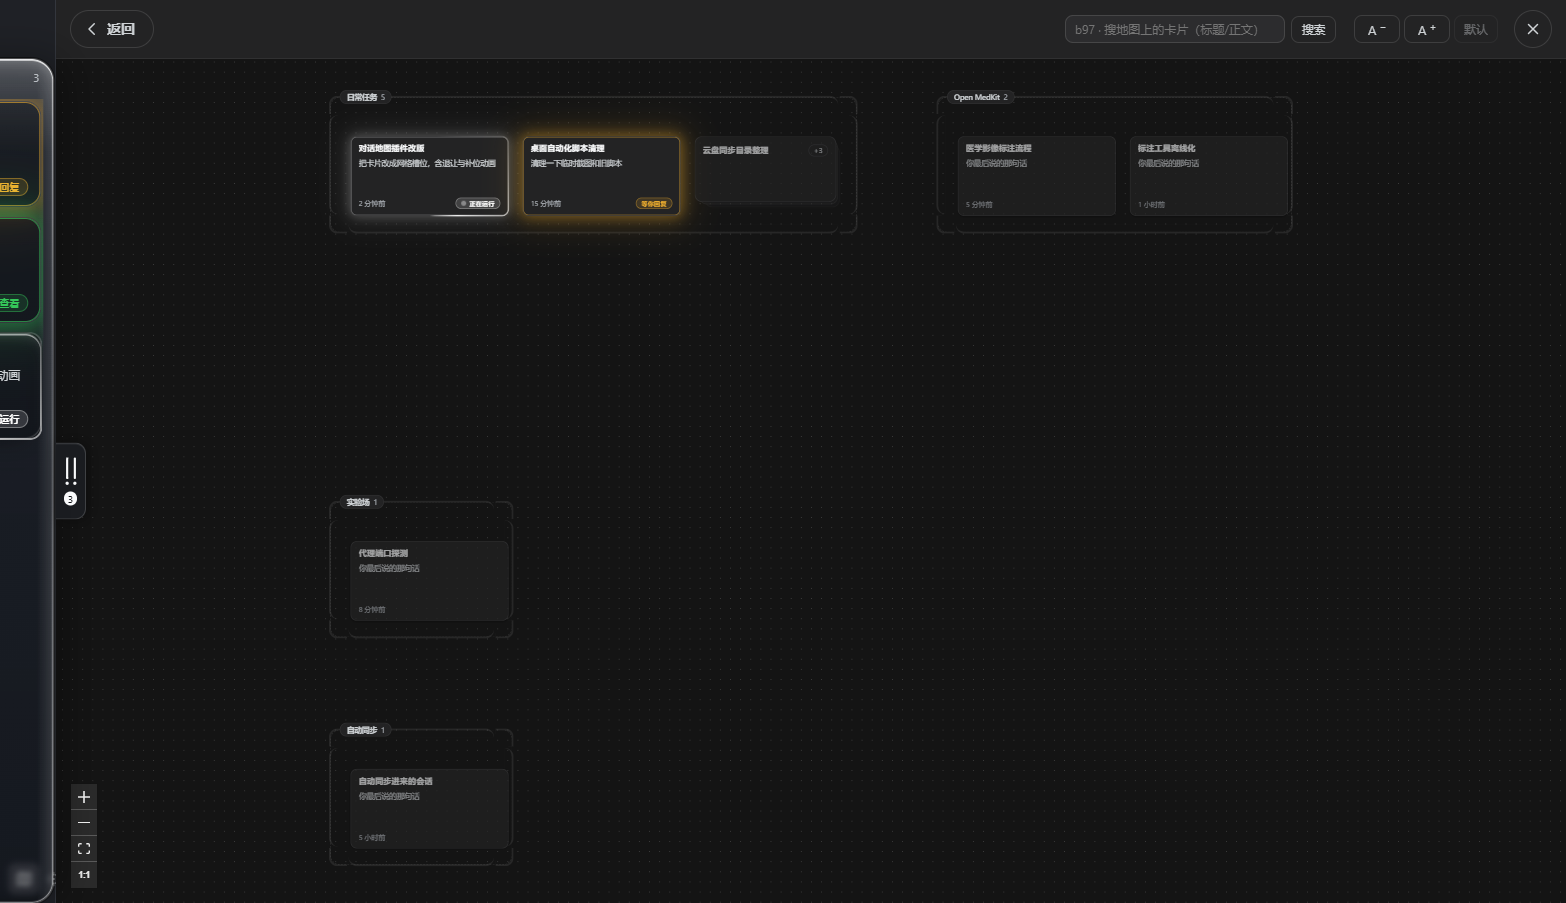 返回
b97 · 搜地图上的卡片（标题/正文）
搜索
A⁻
A⁺
默认
3
回复
查看
动画
运行
3
日常任务 5
对话地图插件改版
把卡片改成网格槽位，含退让与补位动画
2 分钟前
正在运行
桌面自动化脚本清理
清理一下临时截图和旧脚本
15 分钟前
等你回复
云盘同步目录整理
+3
Open MedKit 2
医学影像标注流程
你最后说的那句话
5 分钟前
标注工具离线化
你最后说的那句话
1 小时前
实验场 1
代理端口探测
你最后说的那句话
8 分钟前
自动同步 1
自动同步进来的会话
你最后说的那句话
5 小时前
1:1